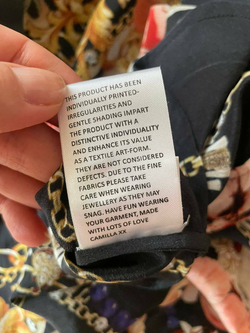 THIS PRODUCT HAS BEEN
INDIVIDUALLY PRINTED-
IRREGULARITIES AND
GENTLE SHADING IMPART
THE PRODUCT WITH A
DISTINCTIVE INDIVIDUALITY
AND ENHANCE ITS VALUE
AS A TEXTILE ART-FORM.
THEY ARE NOT CONSIDERED
DEFECTS. DUE TO THE FINE
FABRICS PLEASE TAKE
CARE WHEN WEARING
JEWELLERY AS THEY MAY
SNAG. HAVE FUN WEARING
YOUR GARMENT, MADE
WITH LOTS OF LOVE
CAMILLA XX